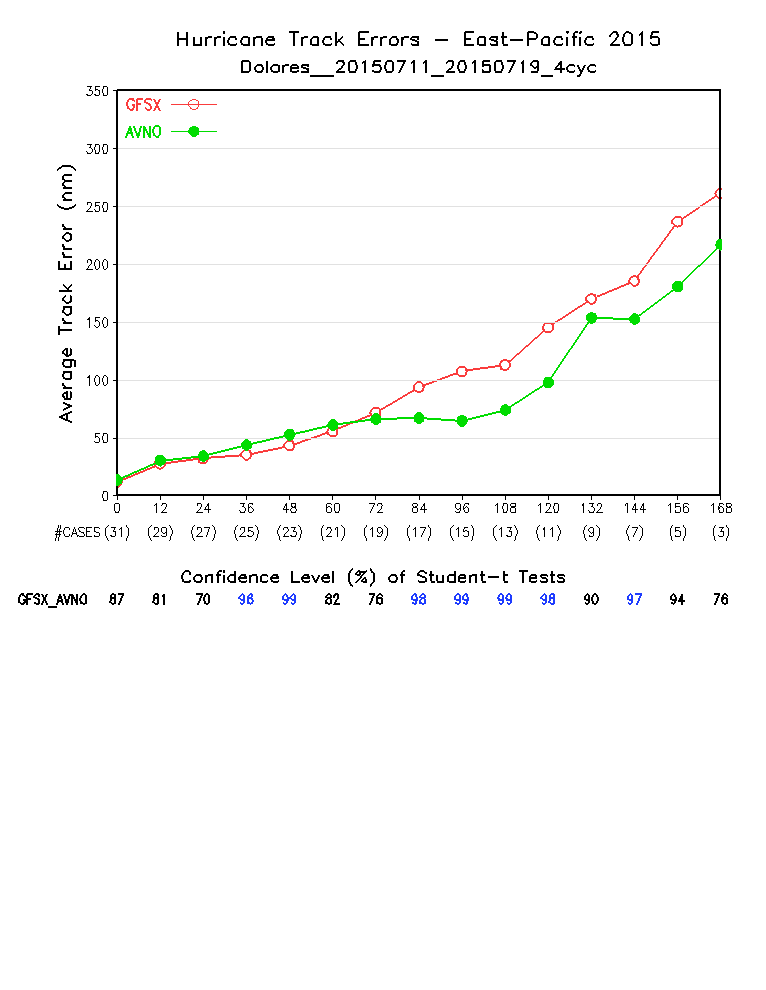 Hurricane Track Errors - East-Pacific 2015
Dolores__20150711_20150719_4cyc
GFSX
AVNO
Average Track Error (nm)
350
300
250
200
150
100
50
0
0 12 24 36 48 60 72 84 96 108 120 132 144 156 168
#CASES (31) (29) (27) (25) (23) (21) (19) (17) (15) (13) (11) (9) (7) (5) (3)
Confidence Level (%) of Student-t Tests
GFSX_AVNO 87 81 70 96 99 82 76 98 99 99 98 90 97 94 76